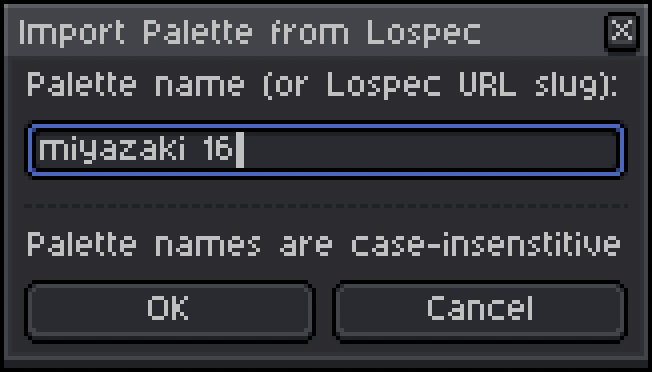 Import Palette from Lospec
Palette name (or Lospec URL slug):
miyazaki 16
Palette names are case-insenstitive
OK
Cancel